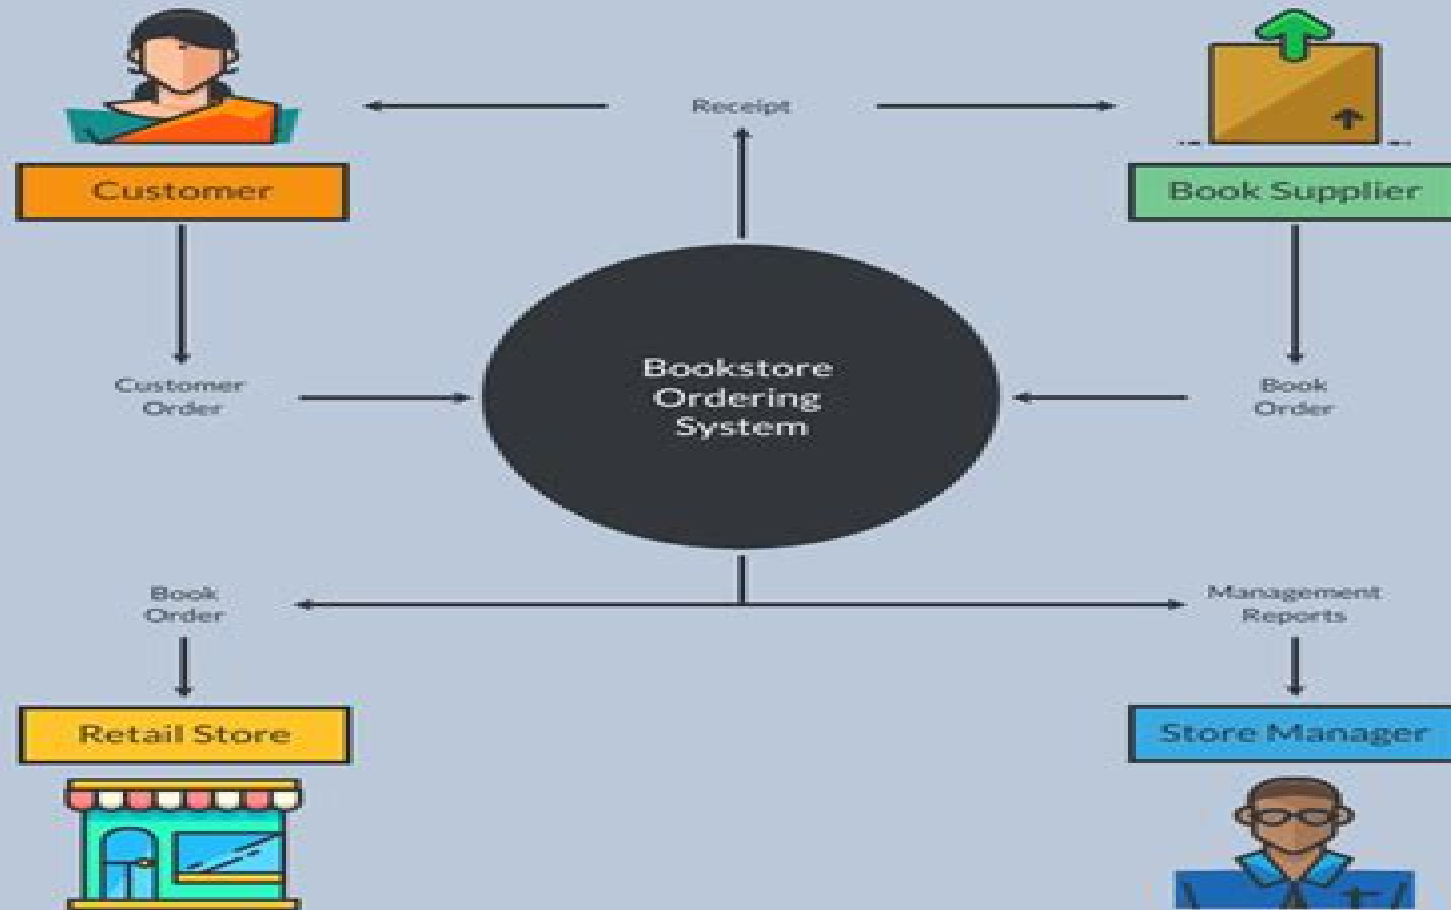 Receipt
Customer
Book Supplier
Customer
Order
Bookstore
Ordering
System
Book
Order
Book
Order
Management
Reports
Retail Store
Store Manager